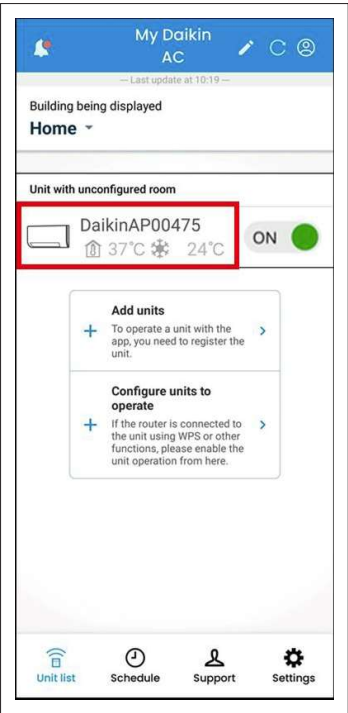 My Daikin
AC
— Last update at 10:19 —
Building being displayed
Home
Unit with unconfigured room
DaikinAP00475
37°C 24°C
ON
Add units
To operate a unit with the
app, you need to register the
unit.
Configure units to
operate
If the router is connected to
the unit using WPS or other
functions, please enable the
unit operation from here.
Unit list Schedule Support Settings